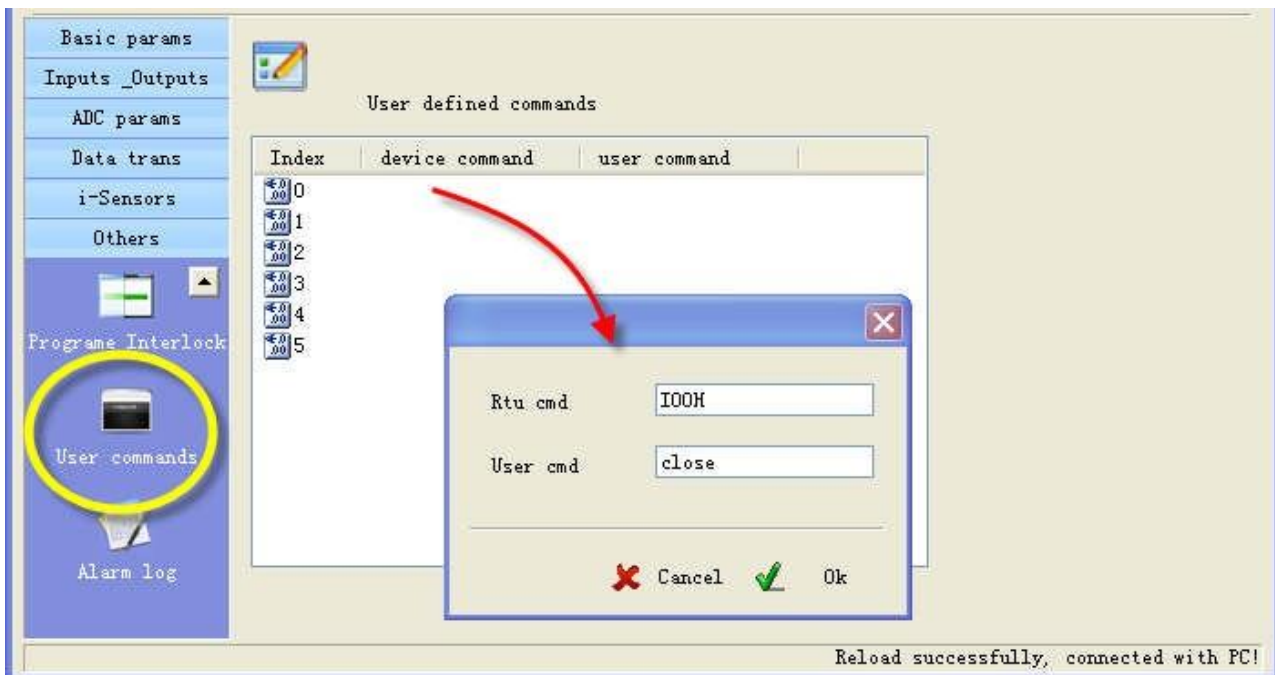 Basic params
Inputs _Outputs
ADC params
Data trans
i-Sensors
Others
Programe Interlock
User commands
Alarm log
User defined commands
Index device command user command
0
1
2
3
4
5
Rtu cmd IOOH
User cmd close
Cancel Ok
Reload successfully, connected with PC!